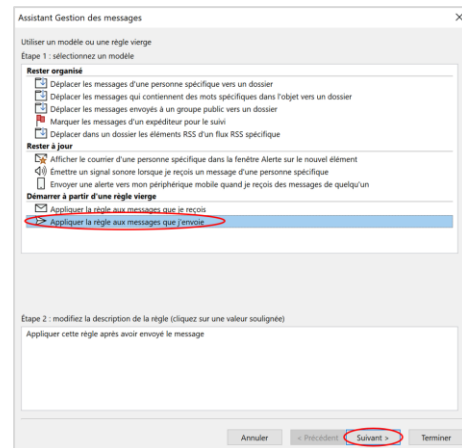 Assistant Gestion des messages
Utiliser un modèle ou une règle vierge
Étape 1 : sélectionnez un modèle
Rester organisé
Déplacer les messages d'une personne spécifique vers un dossier
Déplacer les messages qui contiennent des mots spécifiques dans l'objet vers un dossier
Déplacer les messages envoyés à un groupe public vers un dossier
Marquer les messages d'un expéditeur pour le suivi
Déplacer dans un dossier les éléments RSS d'un flux RSS spécifique
Rester à jour
Afficher le courrier d'une personne spécifique dans la fenêtre Alerte sur le nouvel élément
Émettre un signal sonore lorsque je reçois un message d'une personne spécifique
Envoyer une alerte vers mon périphérique mobile quand je reçois des messages de quelqu'un
Démarrer à partir d'une règle vierge
Appliquer la règle aux messages que je reçois
Appliquer la règle aux messages que j'envoie
Étape 2 : modifiez la description de la règle (cliquez sur une valeur soulignée)
Appliquer cette règle après avoir envoyé le message
Annuler < Précédent Suivant > Terminer